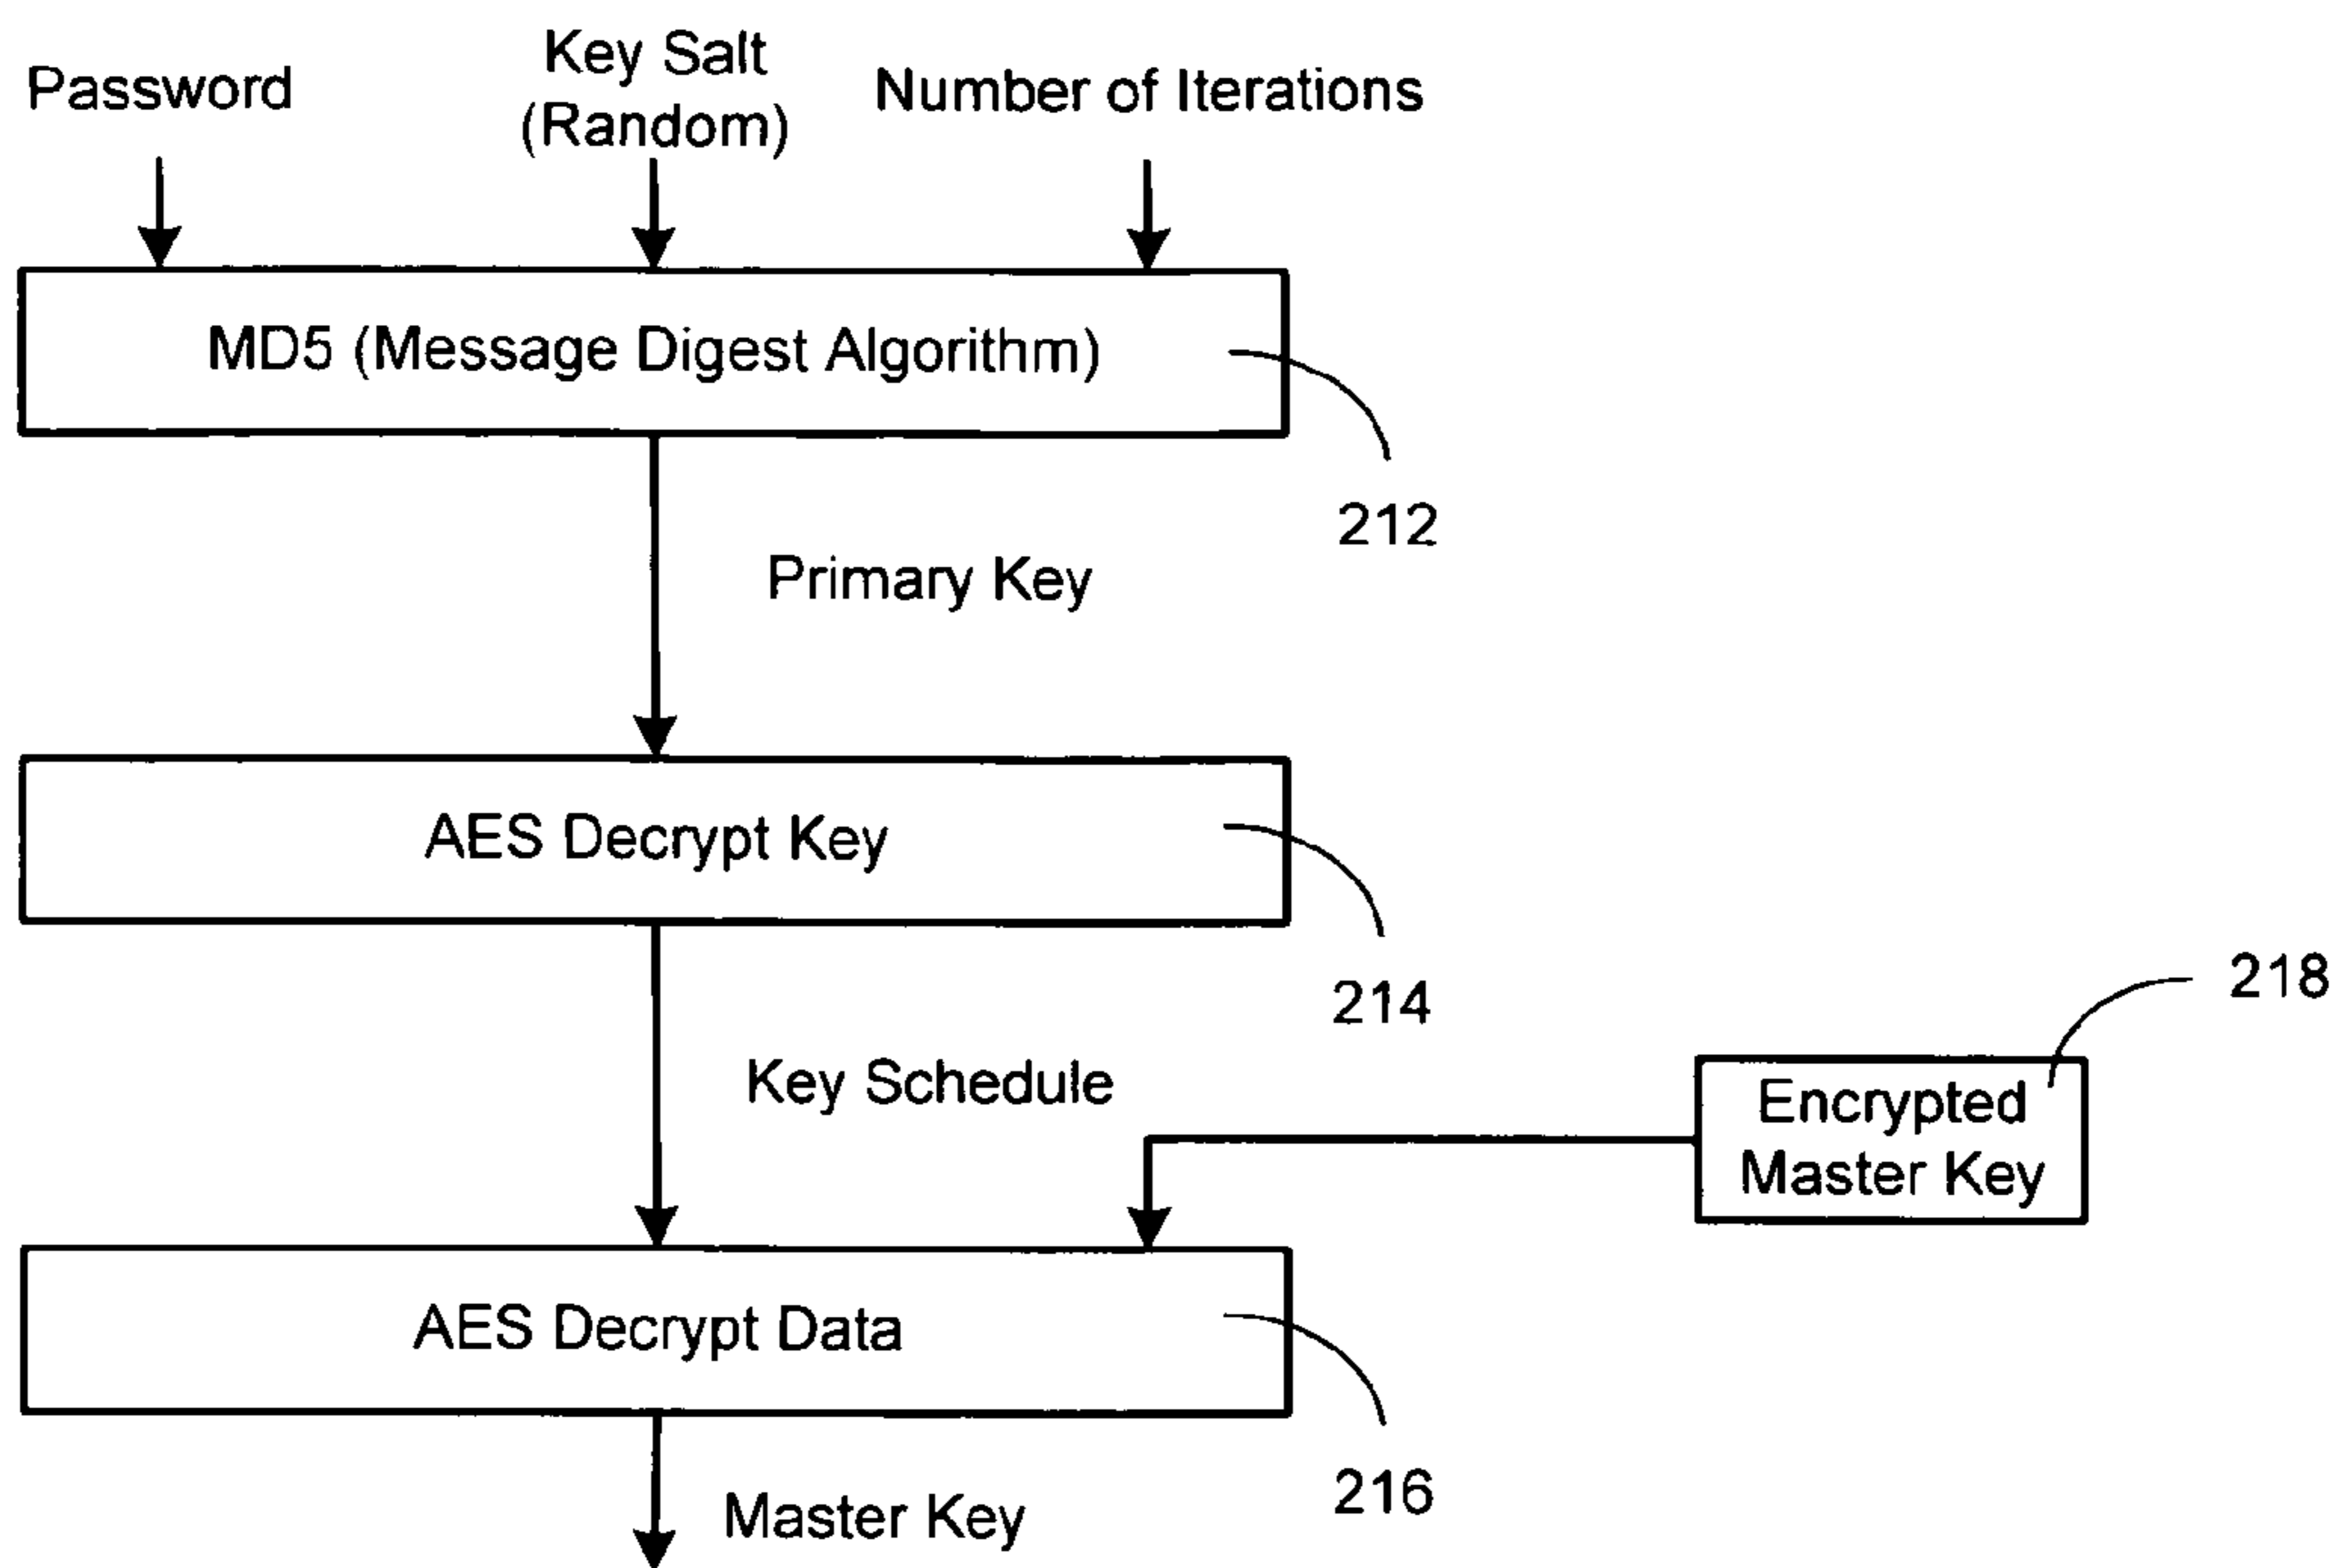 Password
Key Salt
(Random)
Number of Iterations
MD5 (Message Digest Algorithm)
212
Primary Key
AES Decrypt Key
214
218
Key Schedule
Encrypted
Master Key
AES Decrypt Data
216
Master Key